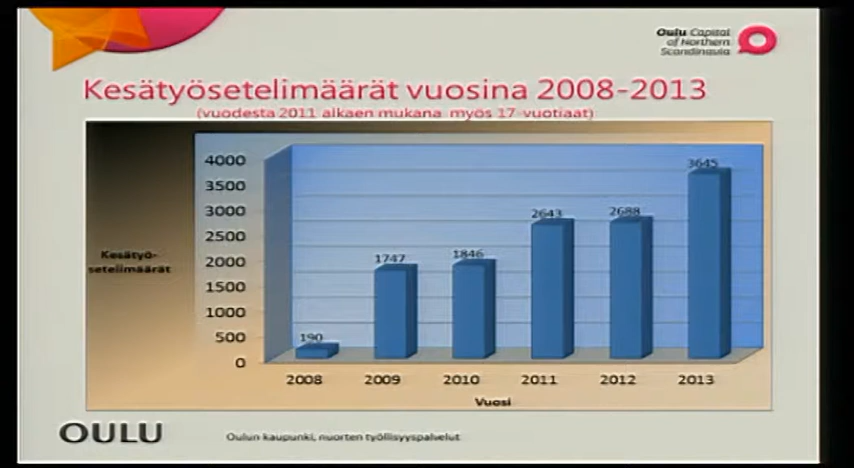 Oulu Capital
of Northern
Scandinavia
Kesätyösetelimäärät vuosina 2008-2013
(vuodesta 2011 alkaen mukana myös 17-vuotiaat)
4000
3500
3000
2500
2000
1500
1000
500
0
Kesätyö-
setelimäärät
190
1747
1846
2643
2688
3645
2008 2009 2010 2011 2012 2013
Vuosi
OULU
Oulun kaupunki, nuorten työllisyyspalvelut